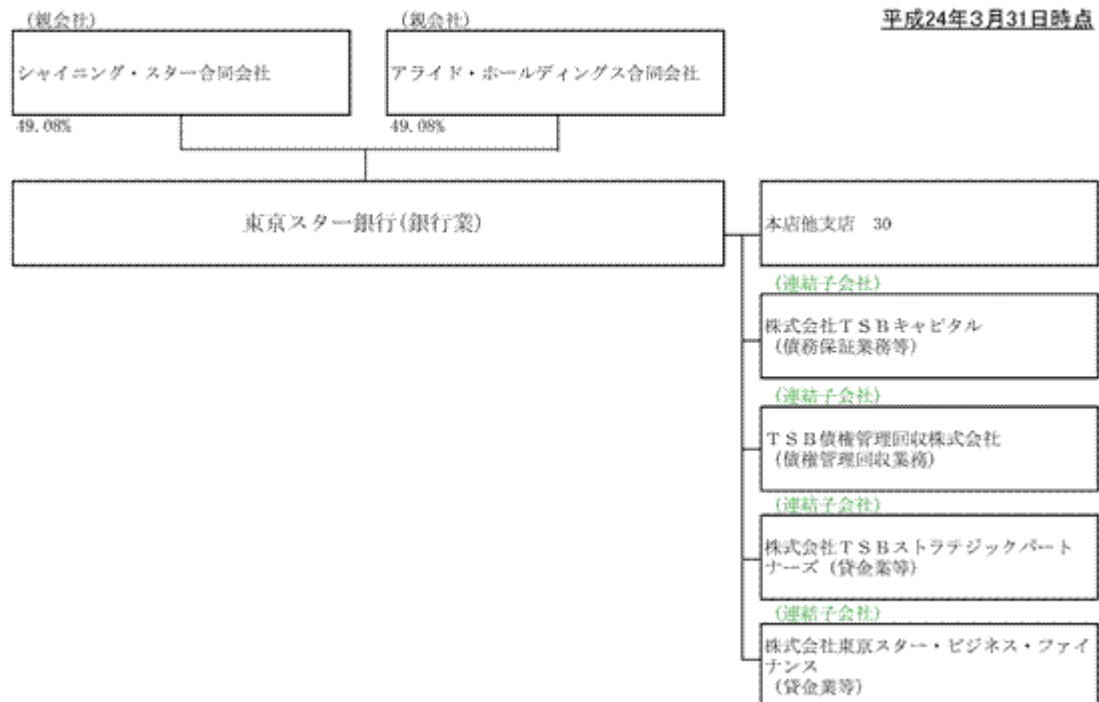 平成24年3月31日時点
(親会社)
シャイニング・スター合同会社
49.08%
(親会社)
アライド・ホールディングス合同会社
49.08%
東京スター銀行(銀行業)
本店他支店　30
(連結子会社)
株式会社ＴＳＢキャピタル
(債務保証業務等)
(連結子会社)
ＴＳＢ債権管理回収株式会社
(債権管理回収業務)
(連結子会社)
株式会社ＴＳＢストラテジックパート
ナーズ (貸金業等)
(連結子会社)
株式会社東京スター・ビジネス・ファイ
ナンス
(貸金業等)